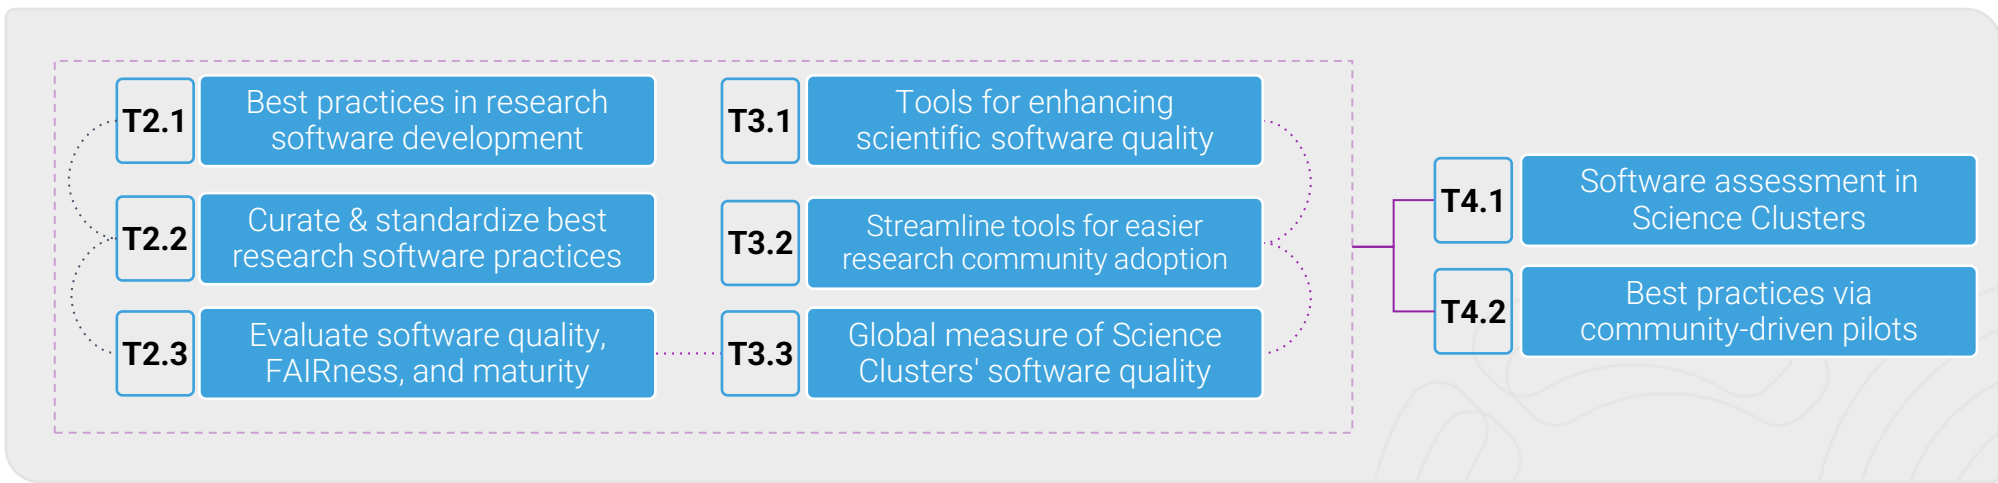 T2.1
Best practices in research
software development
T2.2
Curate & standardize best
research software practices
T2.3
Evaluate software quality,
FAIRness, and maturity
T3.1
Tools for enhancing
scientific software quality
T3.2
Streamline tools for easier
research community adoption
T3.3
Global measure of Science
Clusters' software quality
T4.1
Software assessment in
Science Clusters
T4.2
Best practices via
community-driven pilots